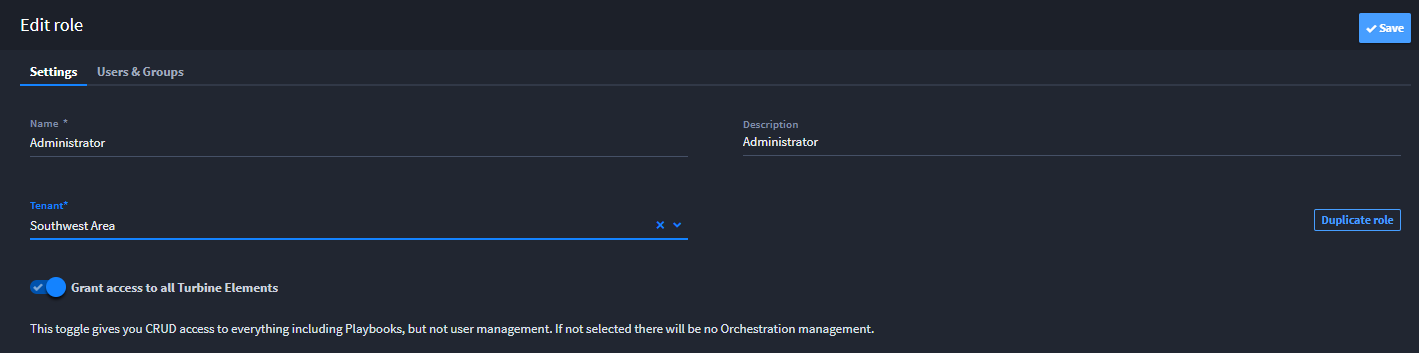 Edit role
Save
Settings
Users & Groups
Name *
Administrator
Description
Administrator
Tenant*
Southwest Area
Duplicate role
Grant access to all Turbine Elements
This toggle gives you CRUD access to everything including Playbooks, but not user management. If not selected there will be no Orchestration management.